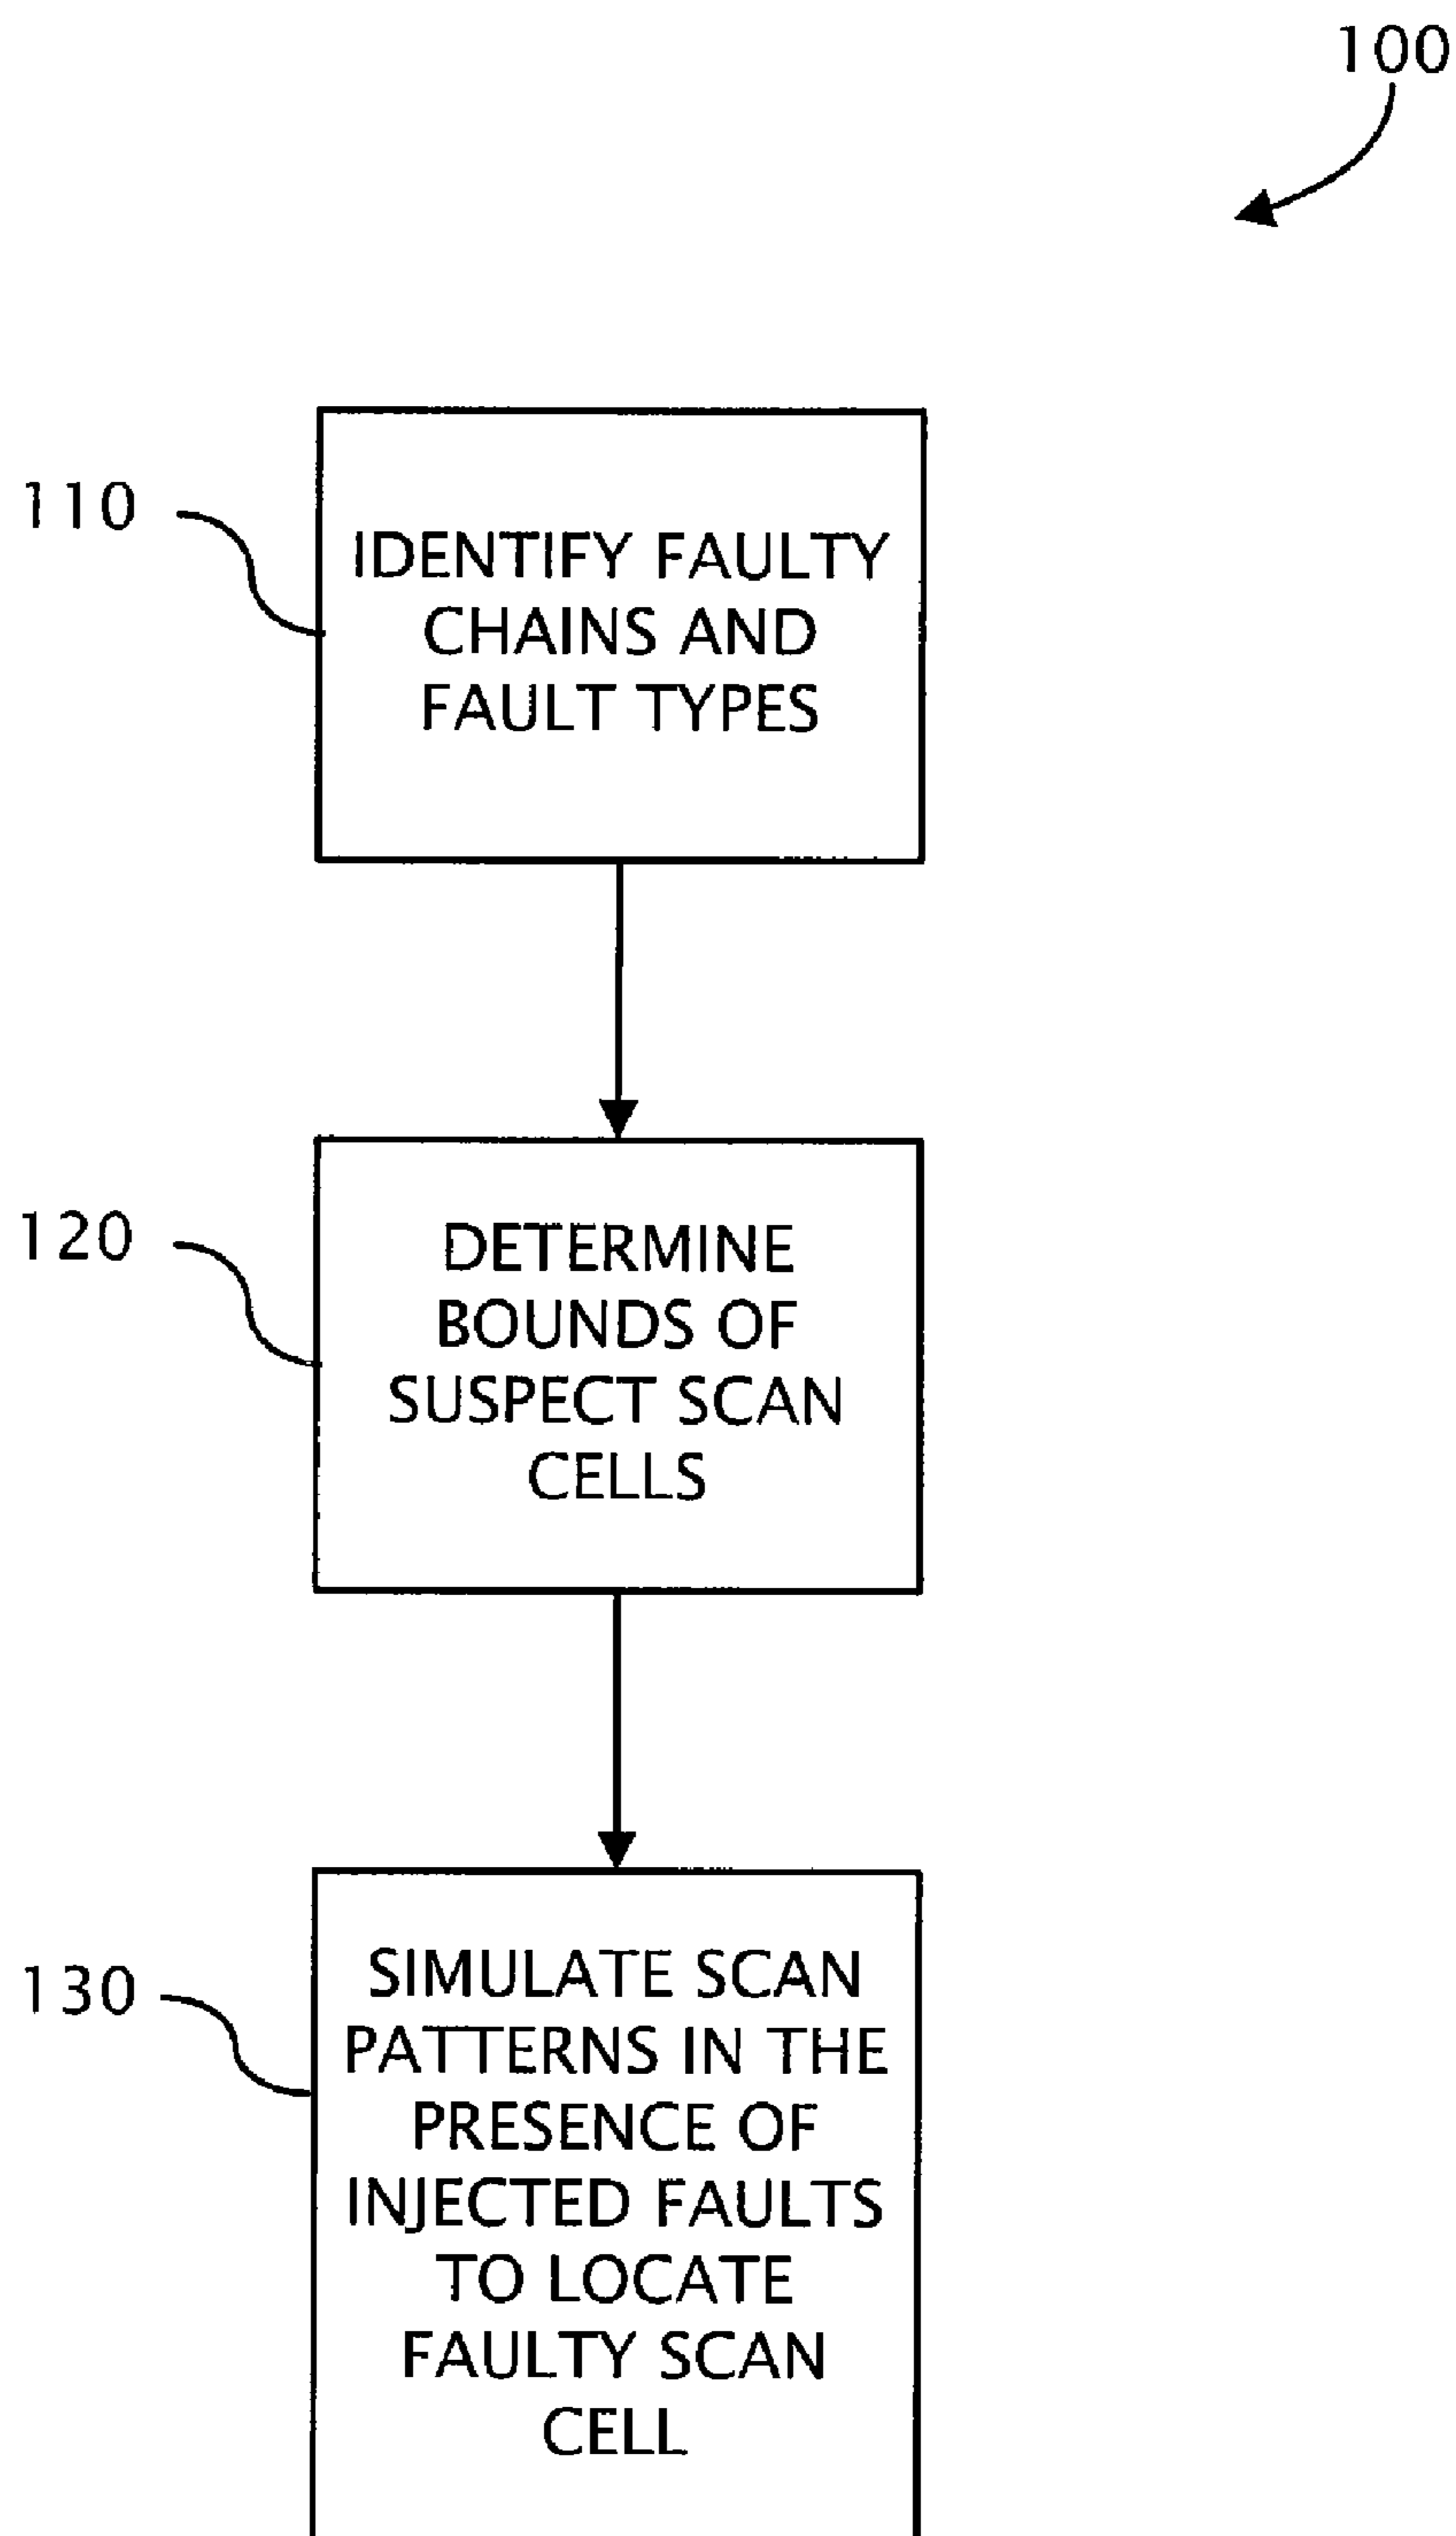 100
110
IDENTIFY FAULTY
CHAINS AND
FAULT TYPES
120
DETERMINE
BOUNDS OF
SUSPECT SCAN
CELLS
130
SIMULATE SCAN
PATTERNS IN THE
PRESENCE OF
INJECTED FAULTS
TO LOCATE
FAULTY SCAN
CELL